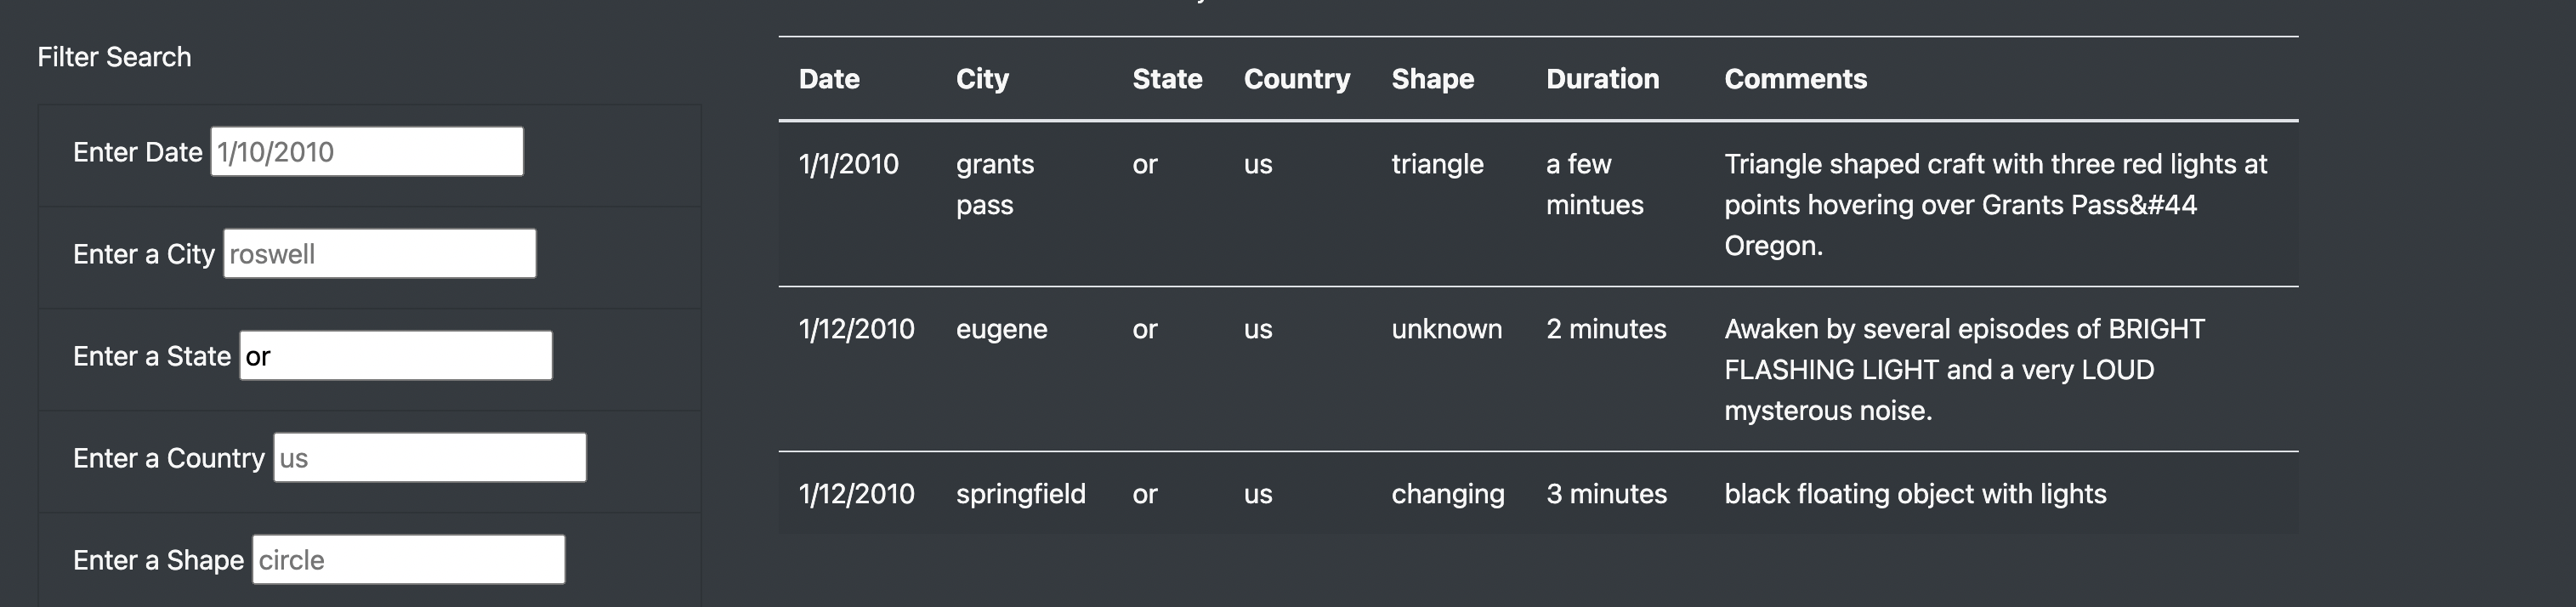 Filter Search
Enter Date 1/10/2010
Enter a City roswell
Enter a State or
Enter a Country us
Enter a Shape circle
Date City State Country Shape Duration Comments
1/1/2010 grants pass or us triangle a few mintues Triangle shaped craft with three red lights at
points hovering over Grants Pass&#44
Oregon.
1/12/2010 eugene or us unknown 2 minutes Awaken by several episodes of BRIGHT
FLASHING LIGHT and a very LOUD
mysterous noise.
1/12/2010 springfield or us changing 3 minutes black floating object with lights